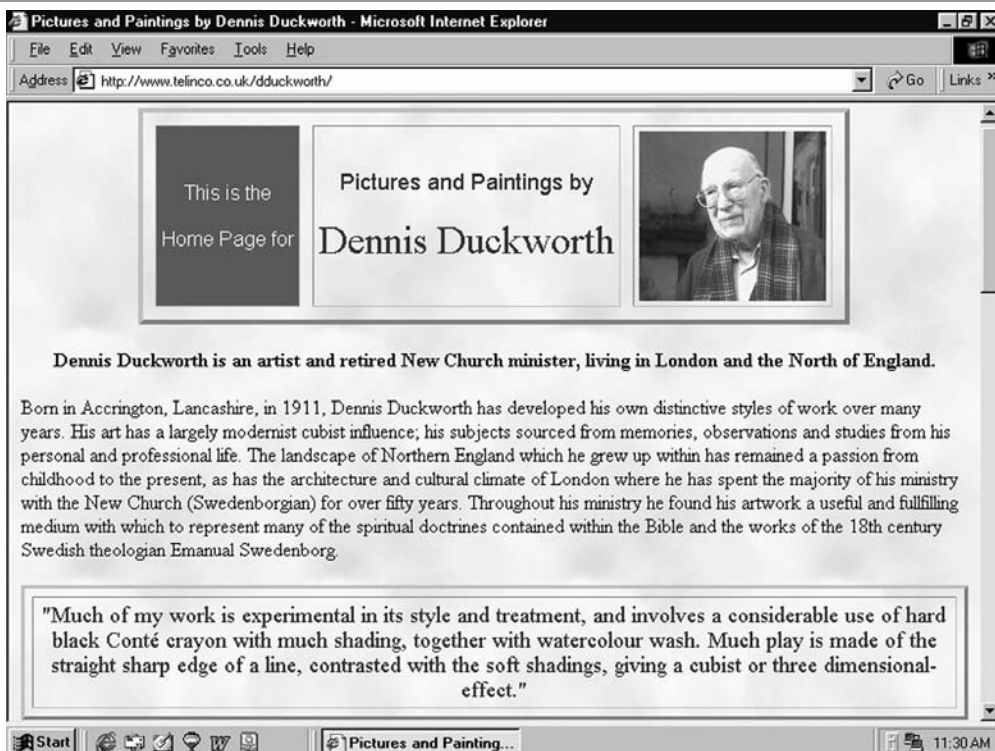 Pictures and Paintings by Dennis Duckworth - Microsoft Internet Explorer
File Edit View Favorites Tools Help
Address http://www.telinco.co.uk/dduckworth/ Go Links »
This is the
Home Page for
Pictures and Paintings by
Dennis Duckworth
Dennis Duckworth is an artist and retired New Church minister, living in London and the North of England.
Born in Accrington, Lancashire, in 1911, Dennis Duckworth has developed his own distinctive styles of work over many
years. His art has a largely modernist cubist influence; his subjects sourced from memories, observations and studies from his
personal and professional life. The landscape of Northern England which he grew up within has remained a passion from
childhood to the present, as has the architecture and cultural climate of London where he has spent the majority of his ministry
with the New Church (Swedenborgian) for over fifty years. Throughout his ministry he found his artwork a useful and fullfilling
medium with which to represent many of the spiritual doctrines contained within the Bible and the works of the 18th century
Swedish theologian Emanual Swedenborg.
"Much of my work is experimental in its style and treatment, and involves a considerable use of hard
black Conté crayon with much shading, together with watercolour wash. Much play is made of the
straight sharp edge of a line, contrasted with the soft shadings, giving a cubist or three dimensional-
effect."
Start Pictures and Painting... 11:30 AM